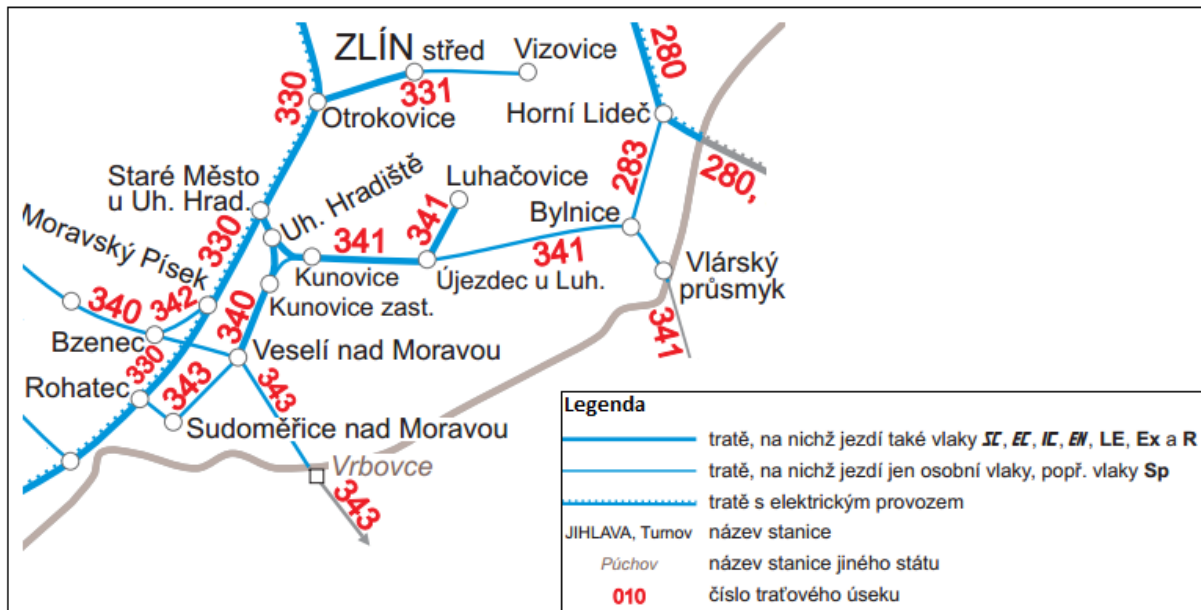 ZLÍN střed
Vizovice
280
330
331
Otrokovice
Horní Lideč
280,
Staré Město
u Uh. Hrad.
Uh. Hradiště
Luhačovice
283
Moravský Písek
330
341
341
Bylnice
341
Kunovice
Újezdec u Luh.
Vlárský
průsmyk
340
342
Kunovice zast.
340
341
Bzenec
Veselí nad Moravou
330
343
343
Rohatec
Sudoměřice nad Moravou
Vrbovce
343
Legenda
tratě, na nichž jezdí také vlaky SC, EC, IC, EN, LE, Ex a R
tratě, na nichž jezdí jen osobní vlaky, popř. vlaky Sp
tratě s elektrickým provozem
JIHLAVA, Turnov název stanice
Púchov název stanice jiného státu
010 číslo traťového úseku